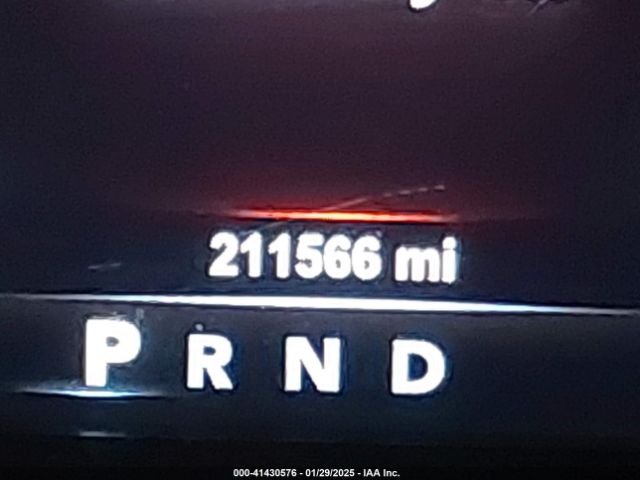 211566 mi
P R N D
000-41430576 - 01/29/2025 - IAA Inc.